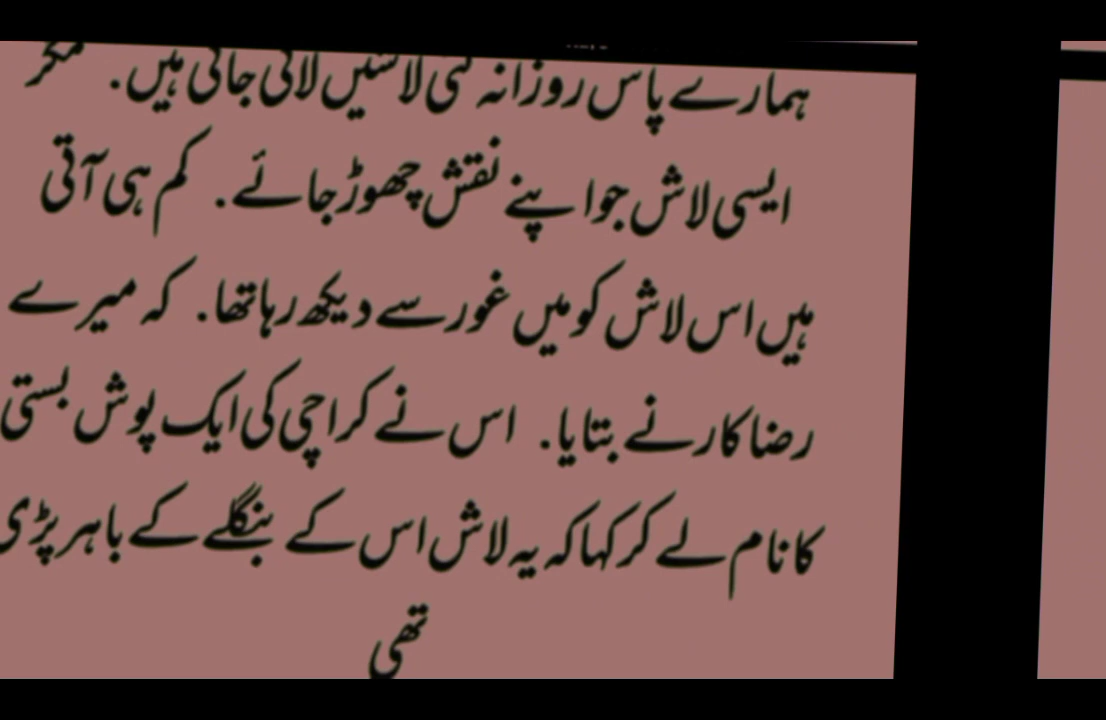 ہمارے پاس روزانہ کئی لاشیں لائی جاتی ہیں. مگر
ایسی لاش جو اپنے نقش چھوڑ جائے. کم ہی آتی
ہیں اس لاش کو میں غور سے دیکھ رہا تھا. کہ میرے
رضا کار نے بتایا. اس نے کراچی کی ایک پوش بستی
کا نام لے کر کہا کہ یہ لاش اس کے بنگلے کے باہر پڑی
تھی